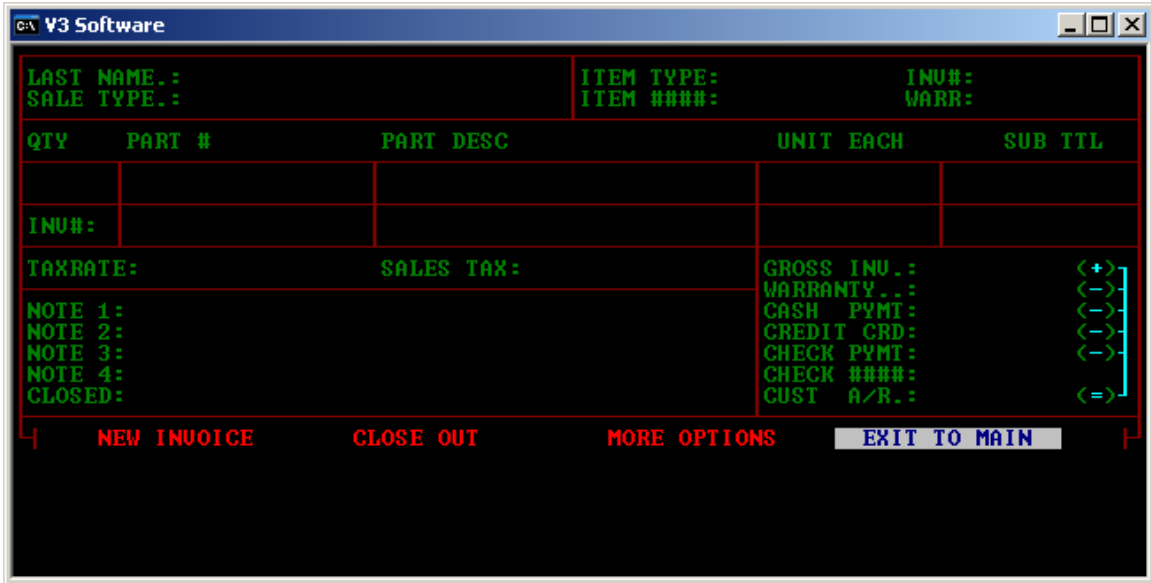 C:\ V3 Software
LAST NAME.: ITEM TYPE: INV#:
SALE TYPE.: ITEM ####: WARR:
QTY PART # PART DESC UNIT EACH SUB TTL
INV#:
TAXRATE: SALES TAX: GROSS INV.: (+)
WARRANTY..: (-)
NOTE 1: CASH PYMT: (-)
NOTE 2: CREDIT CRD: (-)
NOTE 3: CHECK PYMT: (-)
NOTE 4: CHECK ####:
CLOSED: CUST A/R.: (=)
NEW INVOICE CLOSE OUT MORE OPTIONS EXIT TO MAIN